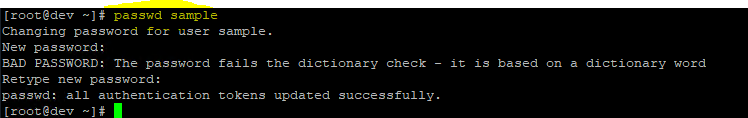 [root@dev ~]# passwd sample
Changing password for user sample.
New password:
BAD PASSWORD: The password fails the dictionary check - it is based on a dictionary word
Retype new password:
passwd: all authentication tokens updated successfully.
[root@dev ~]#